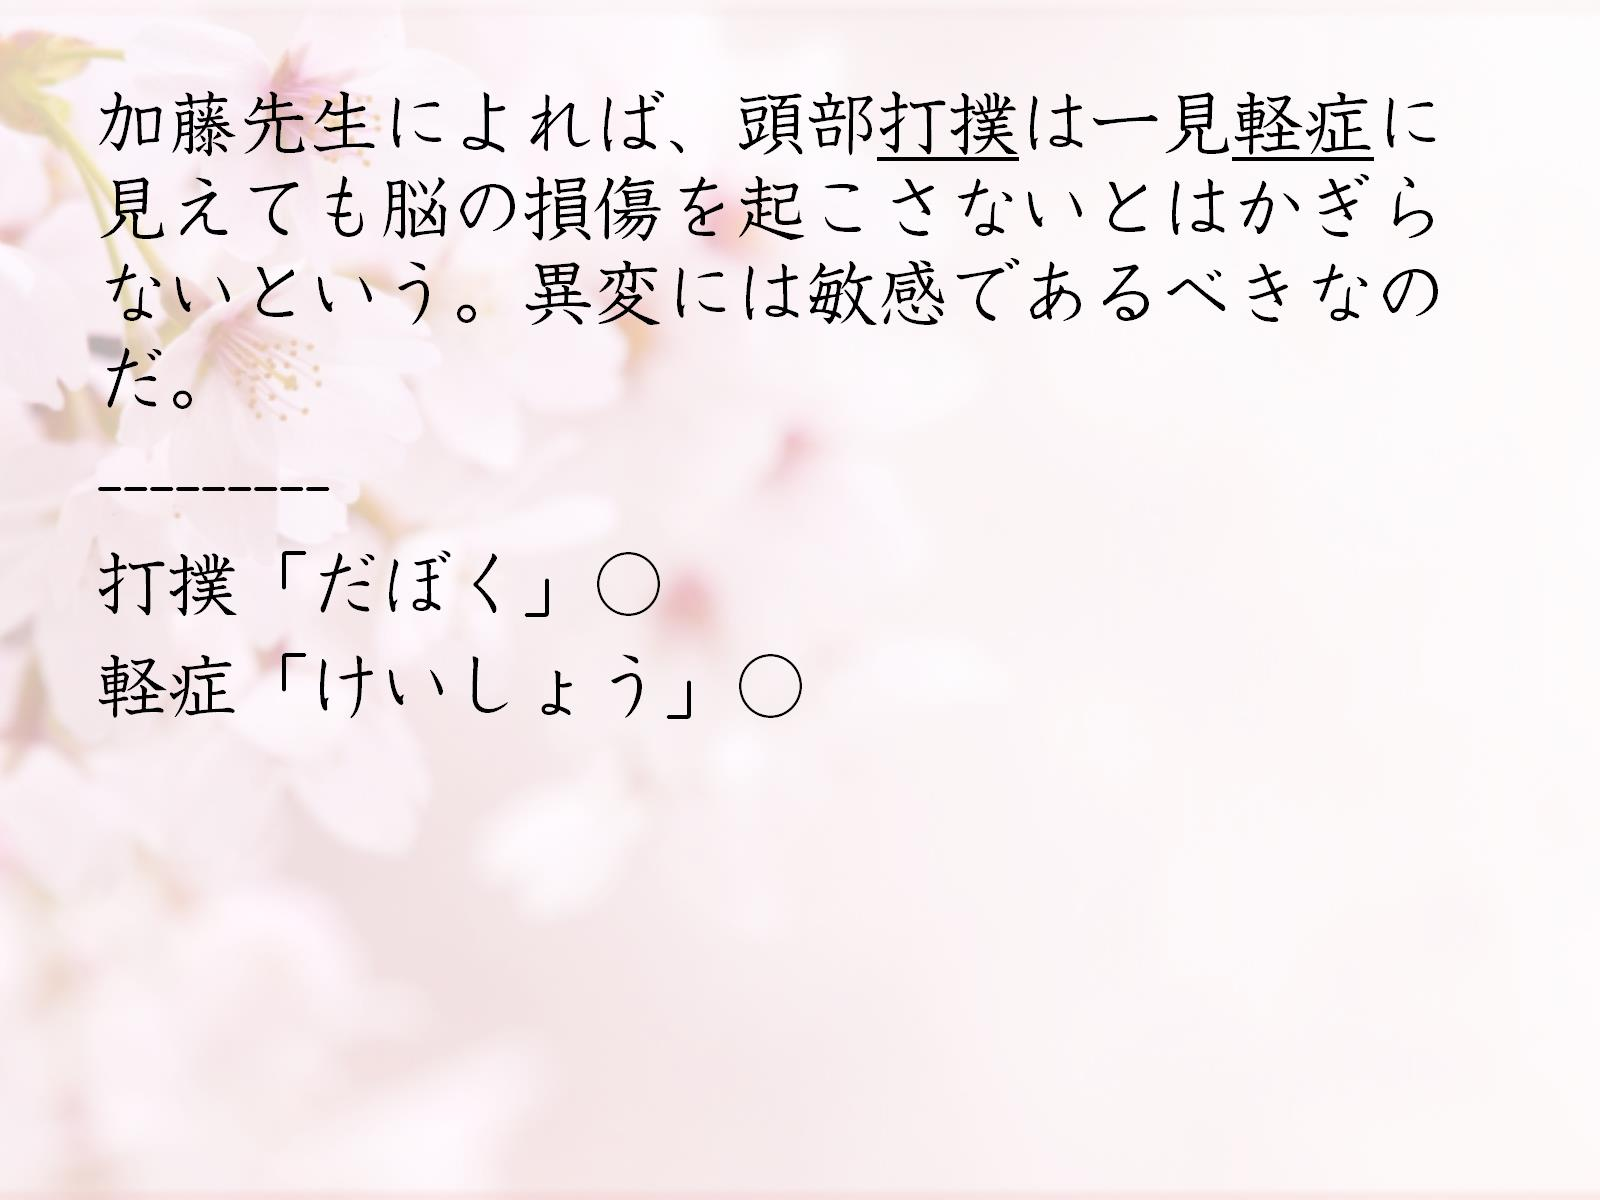 加藤先生によれば、頭部打撲は一見軽症に
見えても脳の損傷を起こさないとはかぎら
ないという。異変には敏感であるべきなの
だ。
---------
打撲「だぼく」○
軽症「けいしょう」○